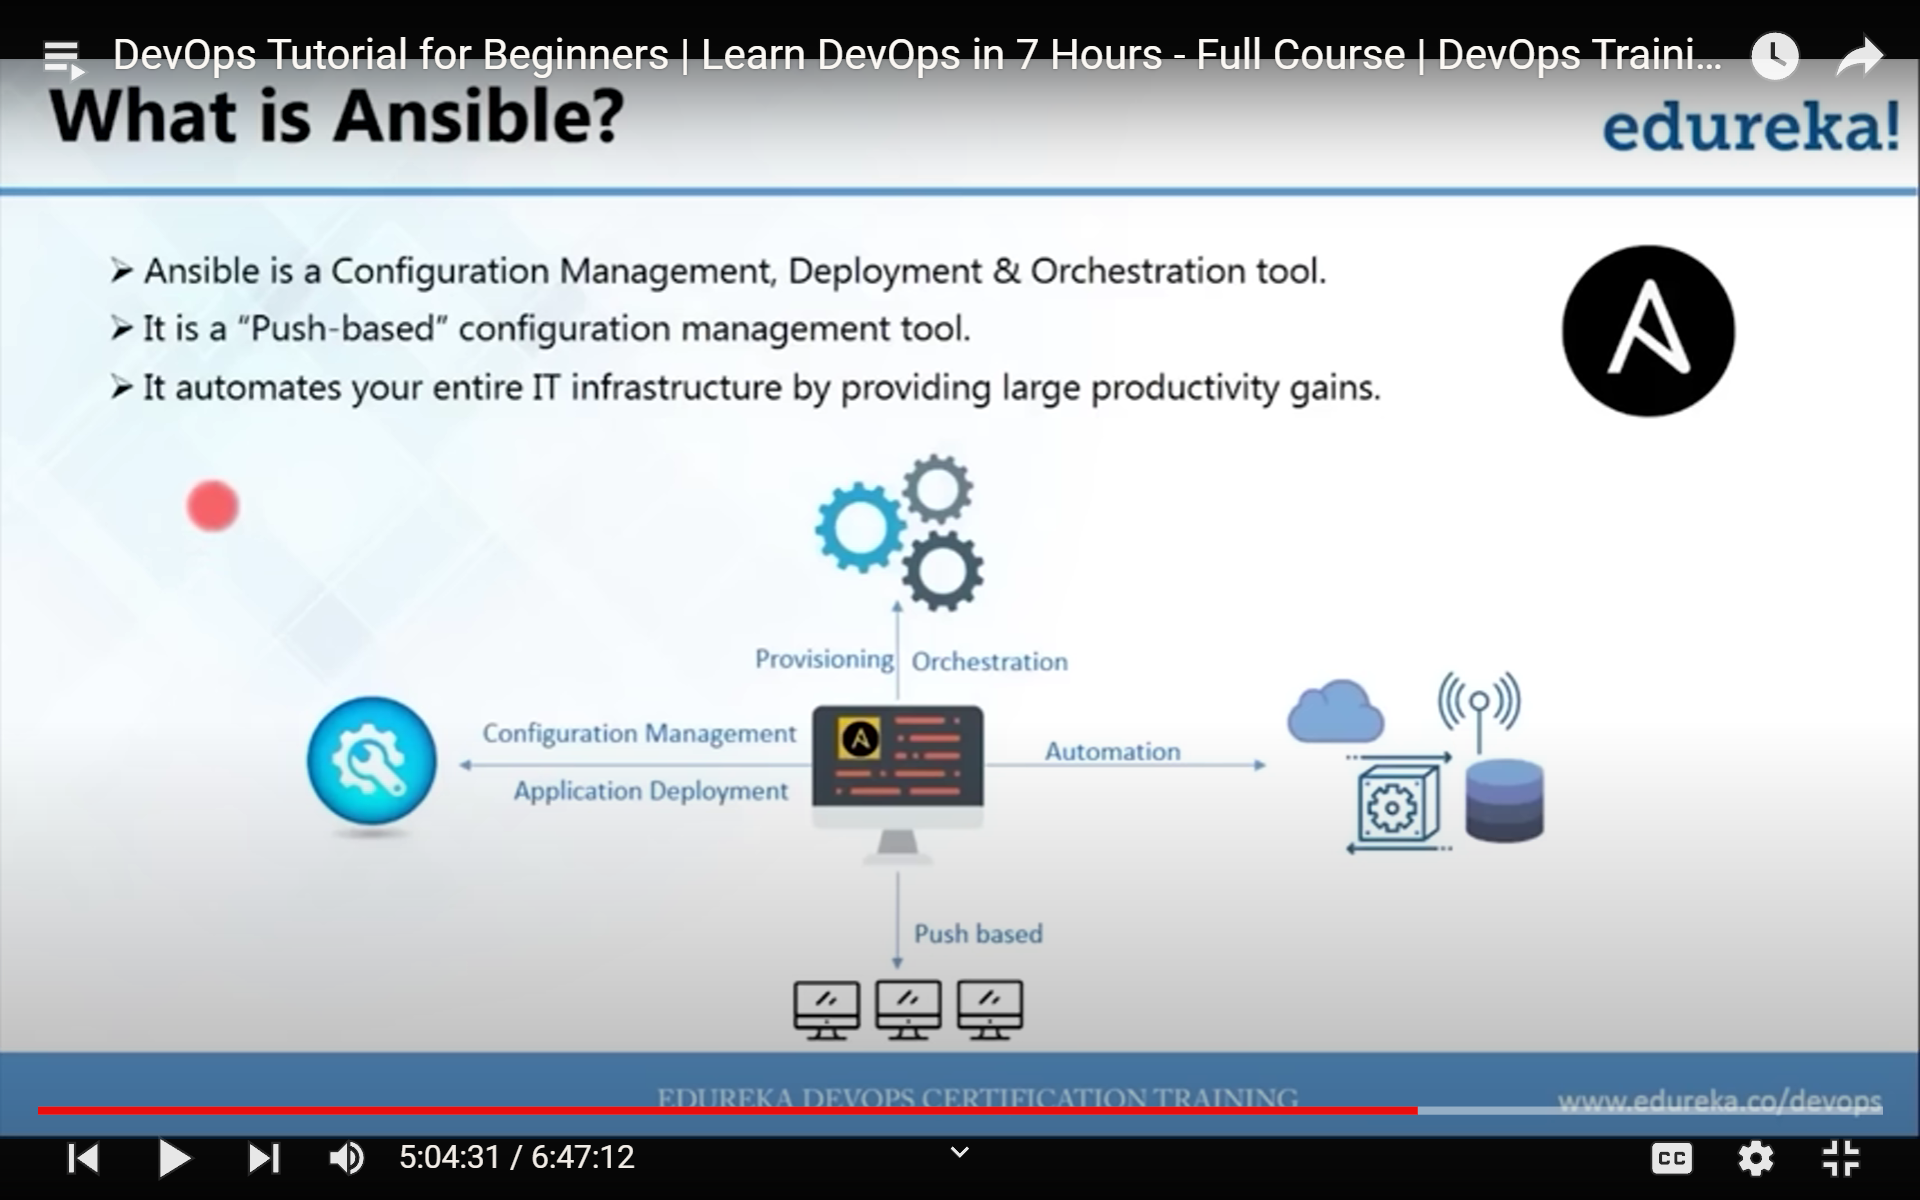 DevOps Tutorial for Beginners | Learn DevOps in 7 Hours - Full Course | DevOps Traini...
What is Ansible?
edureka!
➢ Ansible is a Configuration Management, Deployment & Orchestration tool.
➢ It is a “Push-based” configuration management tool.
➢ It automates your entire IT infrastructure by providing large productivity gains.
Provisioning
Orchestration
Configuration Management
Application Deployment
Automation
Push based
EDUREKA DEVOPS CERTIFICATION TRAINING
www.edureka.co/devops
5:04:31 / 6:47:12
CC